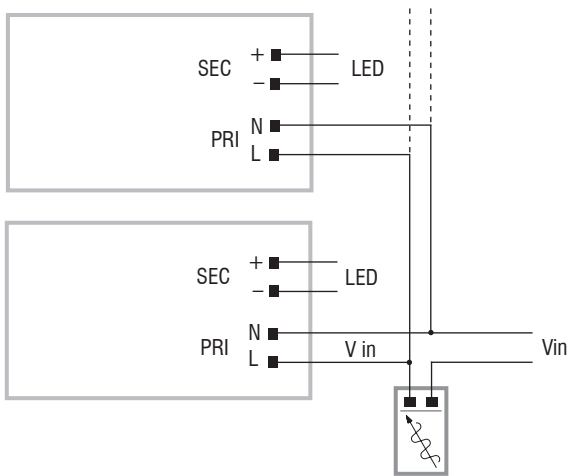 SEC + LED
−
PRI N
L
SEC + LED
−
PRI N
L V in Vin